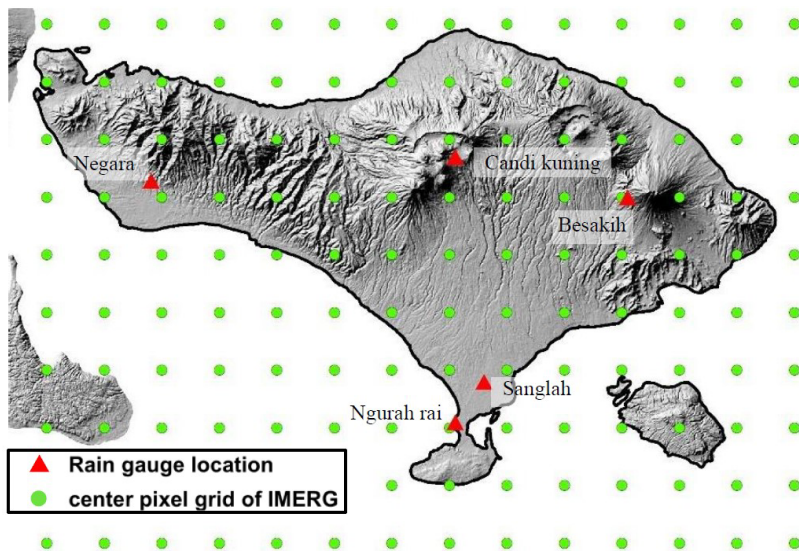 Negara
Candi kuning
Besakih
Sanglah
Ngurah rai
Rain gauge location
center pixel grid of IMERG